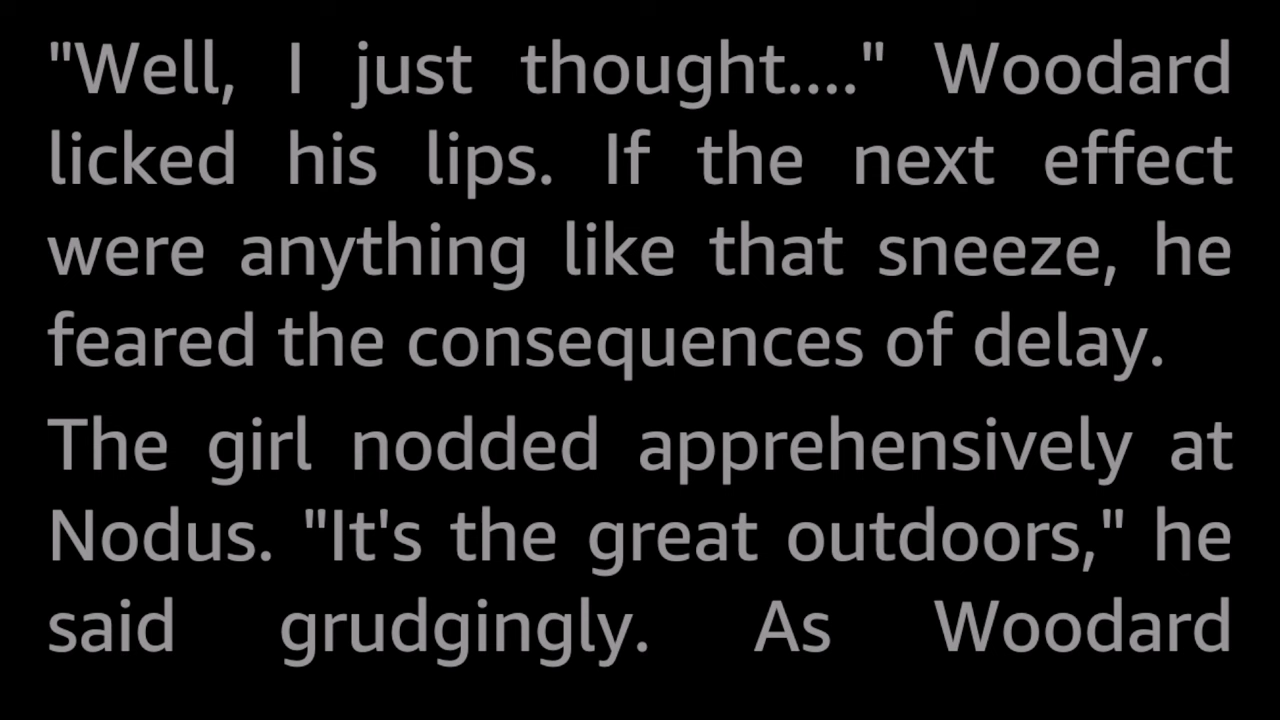 "Well, I just thought...." Woodard
licked his lips. If the next effect
were anything like that sneeze, he
feared the consequences of delay.
The girl nodded apprehensively at
Nodus. "It's the great outdoors," he
said grudgingly. As Woodard